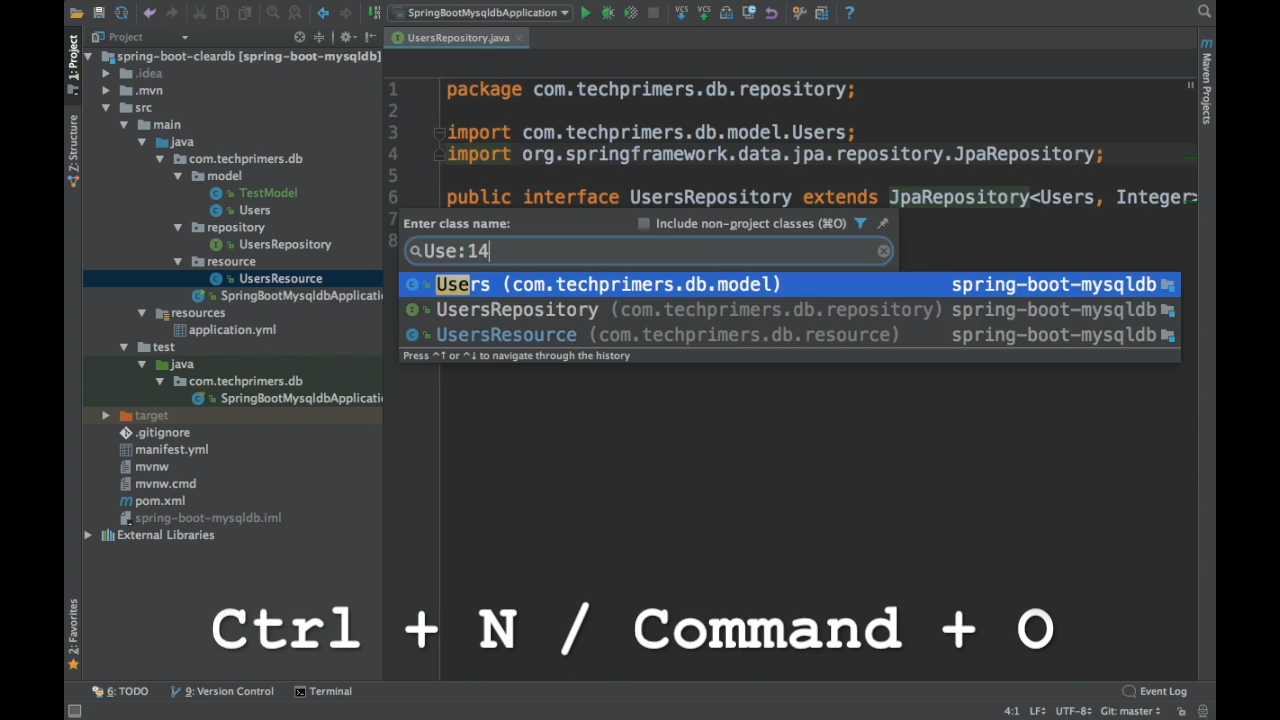 SpringBootMysqldbApplication
Project
UsersRepository.java
1: Project
Z: Structure
2: Favorites
spring-boot-cleardb [spring-boot-mysqldb]
.idea
.mvn
src
main
java
com.techprimers.db
model
TestModel
Users
repository
UsersRepository
resource
UsersResource
SpringBootMysqldbApplicatio
resources
application.yml
test
java
com.techprimers.db
SpringBootMysqldbApplicatio
target
.gitignore
manifest.yml
mvnw
mvnw.cmd
pom.xml
spring-boot-mysqldb.iml
External Libraries
1 package com.techprimers.db.repository;
2
3 import com.techprimers.db.model.Users;
4 import org.springframework.data.jpa.repository.JpaRepository;
5
6 public interface UsersRepository extends JpaRepository<Users, Integer>
7
8
Enter class name: Include non-project classes (⌘O)
Use:14
Users (com.techprimers.db.model) spring-boot-mysqldb
UsersRepository (com.techprimers.db.repository) spring-boot-mysqldb
UsersResource (com.techprimers.db.resource) spring-boot-mysqldb
Press ^↑ or ^↓ to navigate through the history
Maven Projects
Ctrl + N / Command + O
6: TODO 9: Version Control Terminal Event Log
4:1 LF÷ UTF-8÷ Git: master÷